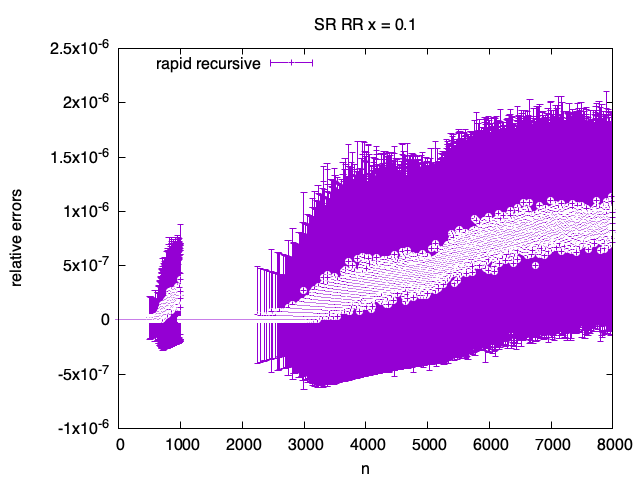 SR RR x = 0.1
rapid recursive
relative errors
2.5x10⁻⁶
2x10⁻⁶
1.5x10⁻⁶
1x10⁻⁶
5x10⁻⁷
0
-5x10⁻⁷
-1x10⁻⁶
0 1000 2000 3000 4000 5000 6000 7000 8000
n